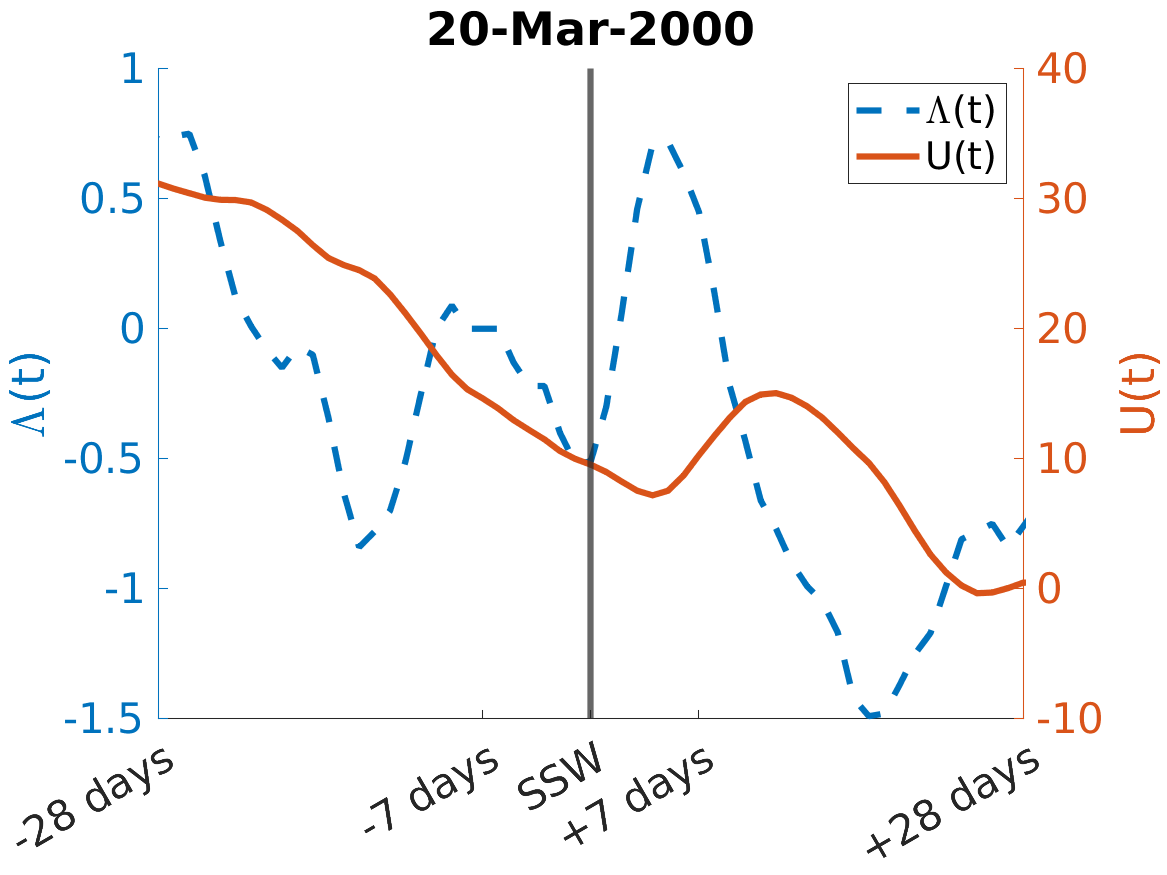 20-Mar-2000
1
0.5
0
-0.5
-1
-1.5
Λ(t)
40
30
20
10
0
-10
U(t)
Λ(t)
U(t)
-28 days
-7 days
SSW
+7 days
+28 days